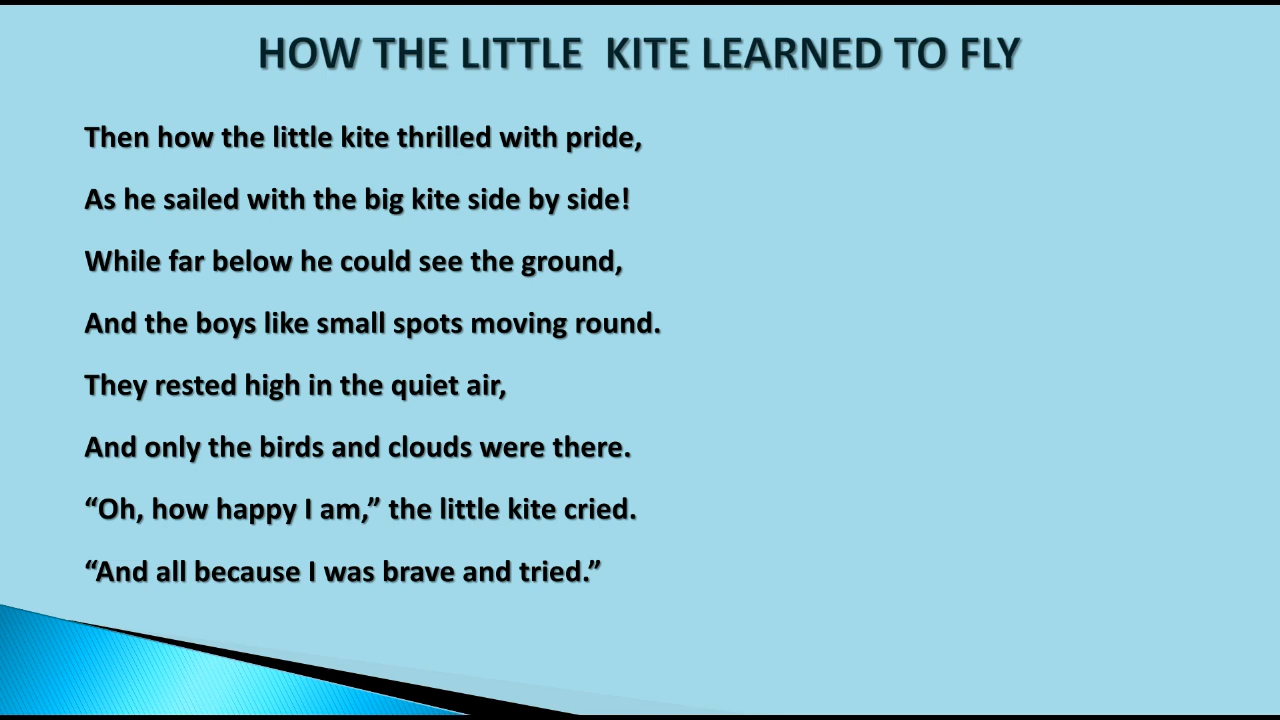 HOW THE LITTLE  KITE LEARNED TO FLY
Then how the little kite thrilled with pride,
As he sailed with the big kite side by side!
While far below he could see the ground,
And the boys like small spots moving round.
They rested high in the quiet air,
And only the birds and clouds were there.
“Oh, how happy I am,” the little kite cried.
“And all because I was brave and tried.”